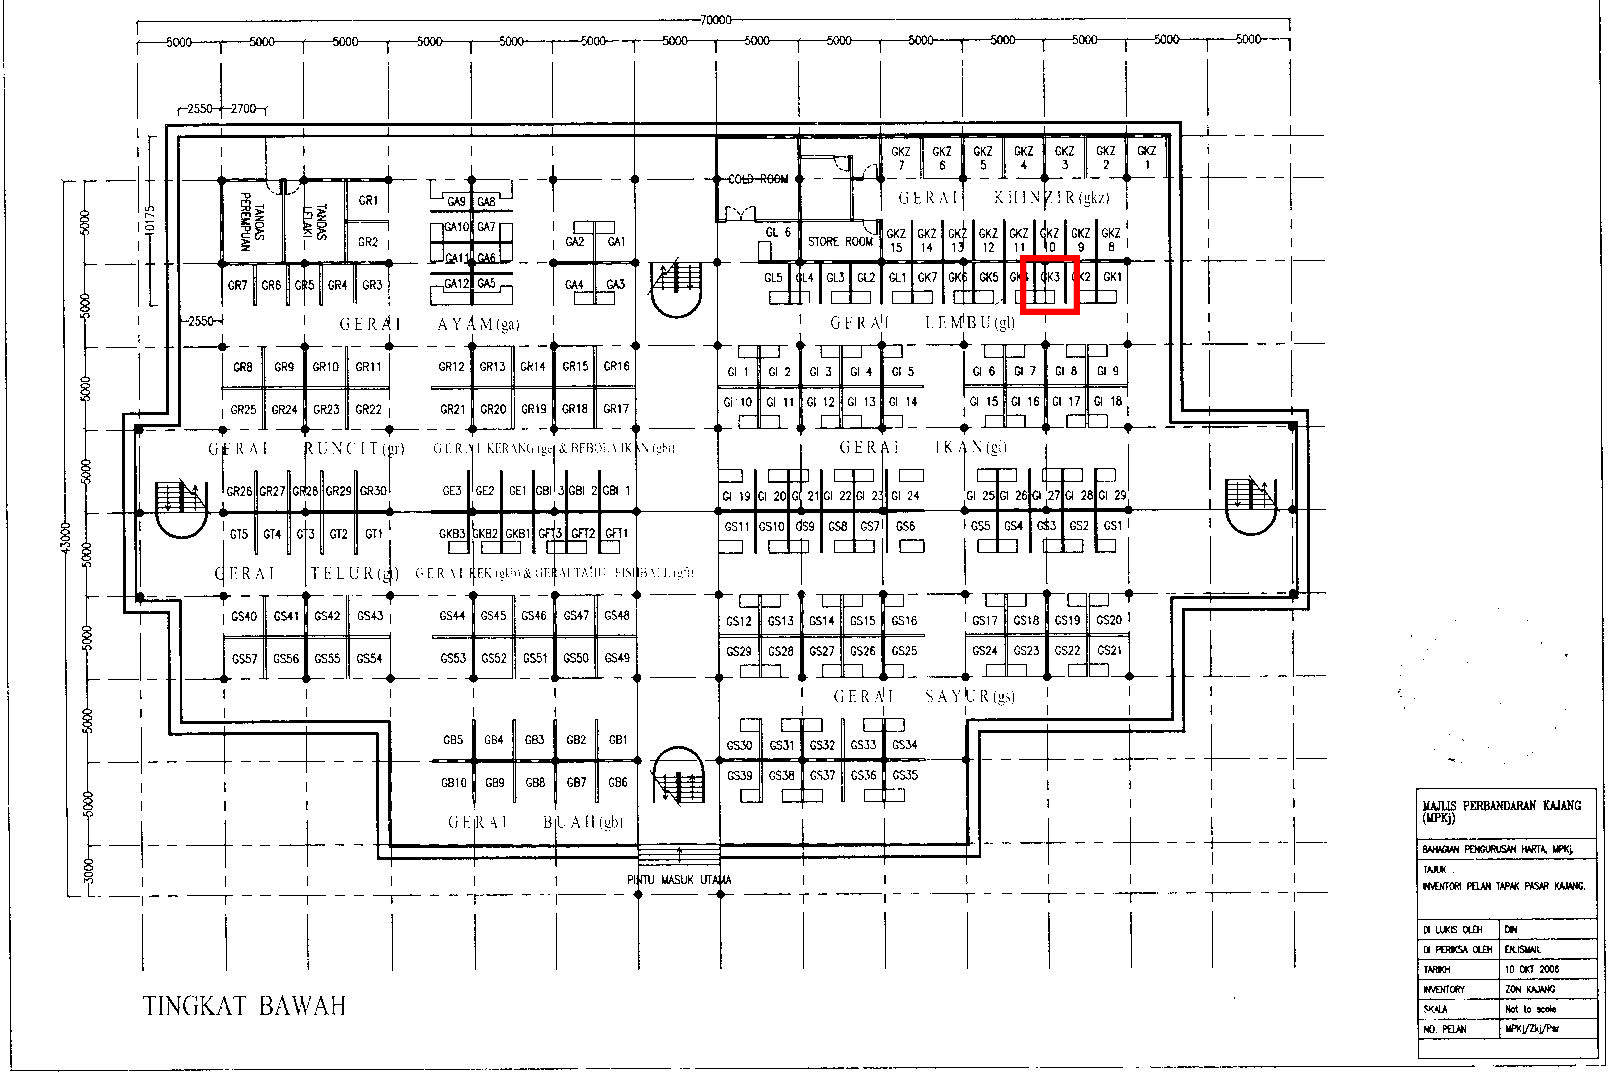 70000
5000 5000 5000 5000 5000 5000 5000 5000 5000 5000 5000 5000 5000 5000
2550 2700
10175
2550
43000
5000 5000 5000 5000 5000 5000 5000 5000 3000
TANDAS PEREMPUAN
TANDAS LELAKI
GR1
GR2
GR7 GR6 GR5 GR4 GR3
GA9 GA8
GA10 GA7
GA11 GA6
GA12 GA5
GA2 GA1
GA4 GA3
COLD ROOM
STORE ROOM
GL 6
GKZ 7 GKZ 6 GKZ 5 GKZ 4 GKZ 3 GKZ 2 GKZ 1
GERAI KHINZIR(gkz)
GKZ 15 GKZ 14 GKZ 13 GKZ 12 GKZ 11 GKZ 10 GKZ 9 GKZ 8
GL5 GL4 GL3 GL2 GL1 GK7 GK6 GK5 GK4 GK3 GK2 GK1
GERAI AYAM(ga)
GERAI LEMBU(gl)
GR8 GR9 GR10 GR11 GR12 GR13 GR14 GR15 GR16
GI 1 GI 2 GI 3 GI 4 GI 5 GI 6 GI 7 GI 8 GI 9
GR25 GR24 GR23 GR22 GR21 GR20 GR19 GR18 GR17
GI 10 GI 11 GI 12 GI 13 GI 14 GI 15 GI 16 GI 17 GI 18
GERAI RUNCIT(gr)
GERAI KERANG(ge) & BEBOLA IKAN(gbi)
GERAI IKAN(gi)
GR26 GR27 GR28 GR29 GR30 GE3 GE2 GE1 GBI 3 GBI 2 GBI 1
GI 19 GI 20 GI 21 GI 22 GI 23 GI 24 GI 25 GI 26 GI 27 GI 28 GI 29
GT5 GT4 GT3 GT2 GT1 GKB3 GKB2 GKB1 GFT3 GFT2 GFT1
GS11 GS10 GS9 GS8 GS7 GS6 GS5 GS4 GS3 GS2 GS1
GERAI TELUR(gt)
GERAI KEK(gkb) & GERAI TAHU FISHBALL(gft)
GS40 GS41 GS42 GS43 GS44 GS45 GS46 GS47 GS48
GS12 GS13 GS14 GS15 GS16 GS17 GS18 GS19 GS20
GS57 GS56 GS55 GS54 GS53 GS52 GS51 GS50 GS49
GS29 GS28 GS27 GS26 GS25 GS24 GS23 GS22 GS21
GERAI SAYUR(gs)
GB5 GB4 GB3 GB2 GB1
GS30 GS31 GS32 GS33 GS34
GB10 GB9 GB8 GB7 GB6
GS39 GS38 GS37 GS36 GS35
GERAI BUAH(gb)
PINTU MASUK UTAMA
TINGKAT BAWAH
MAJLIS PERBANDARAN KAJANG
(MPKj)
BAHAGIAN PENGURUSAN HARTA, MPKj.
TAJUK
INVENTORI PELAN TAPAK PASAR KAJANG.
DI LUKIS OLEH DIN
DI PERIKSA OLEH EN.ISMAIL
TARIKH 10 OKT 2006
INVENTORY ZON KAJANG
SKALA Not to scale
NO. PELAN MPKj/Zkj/Psr